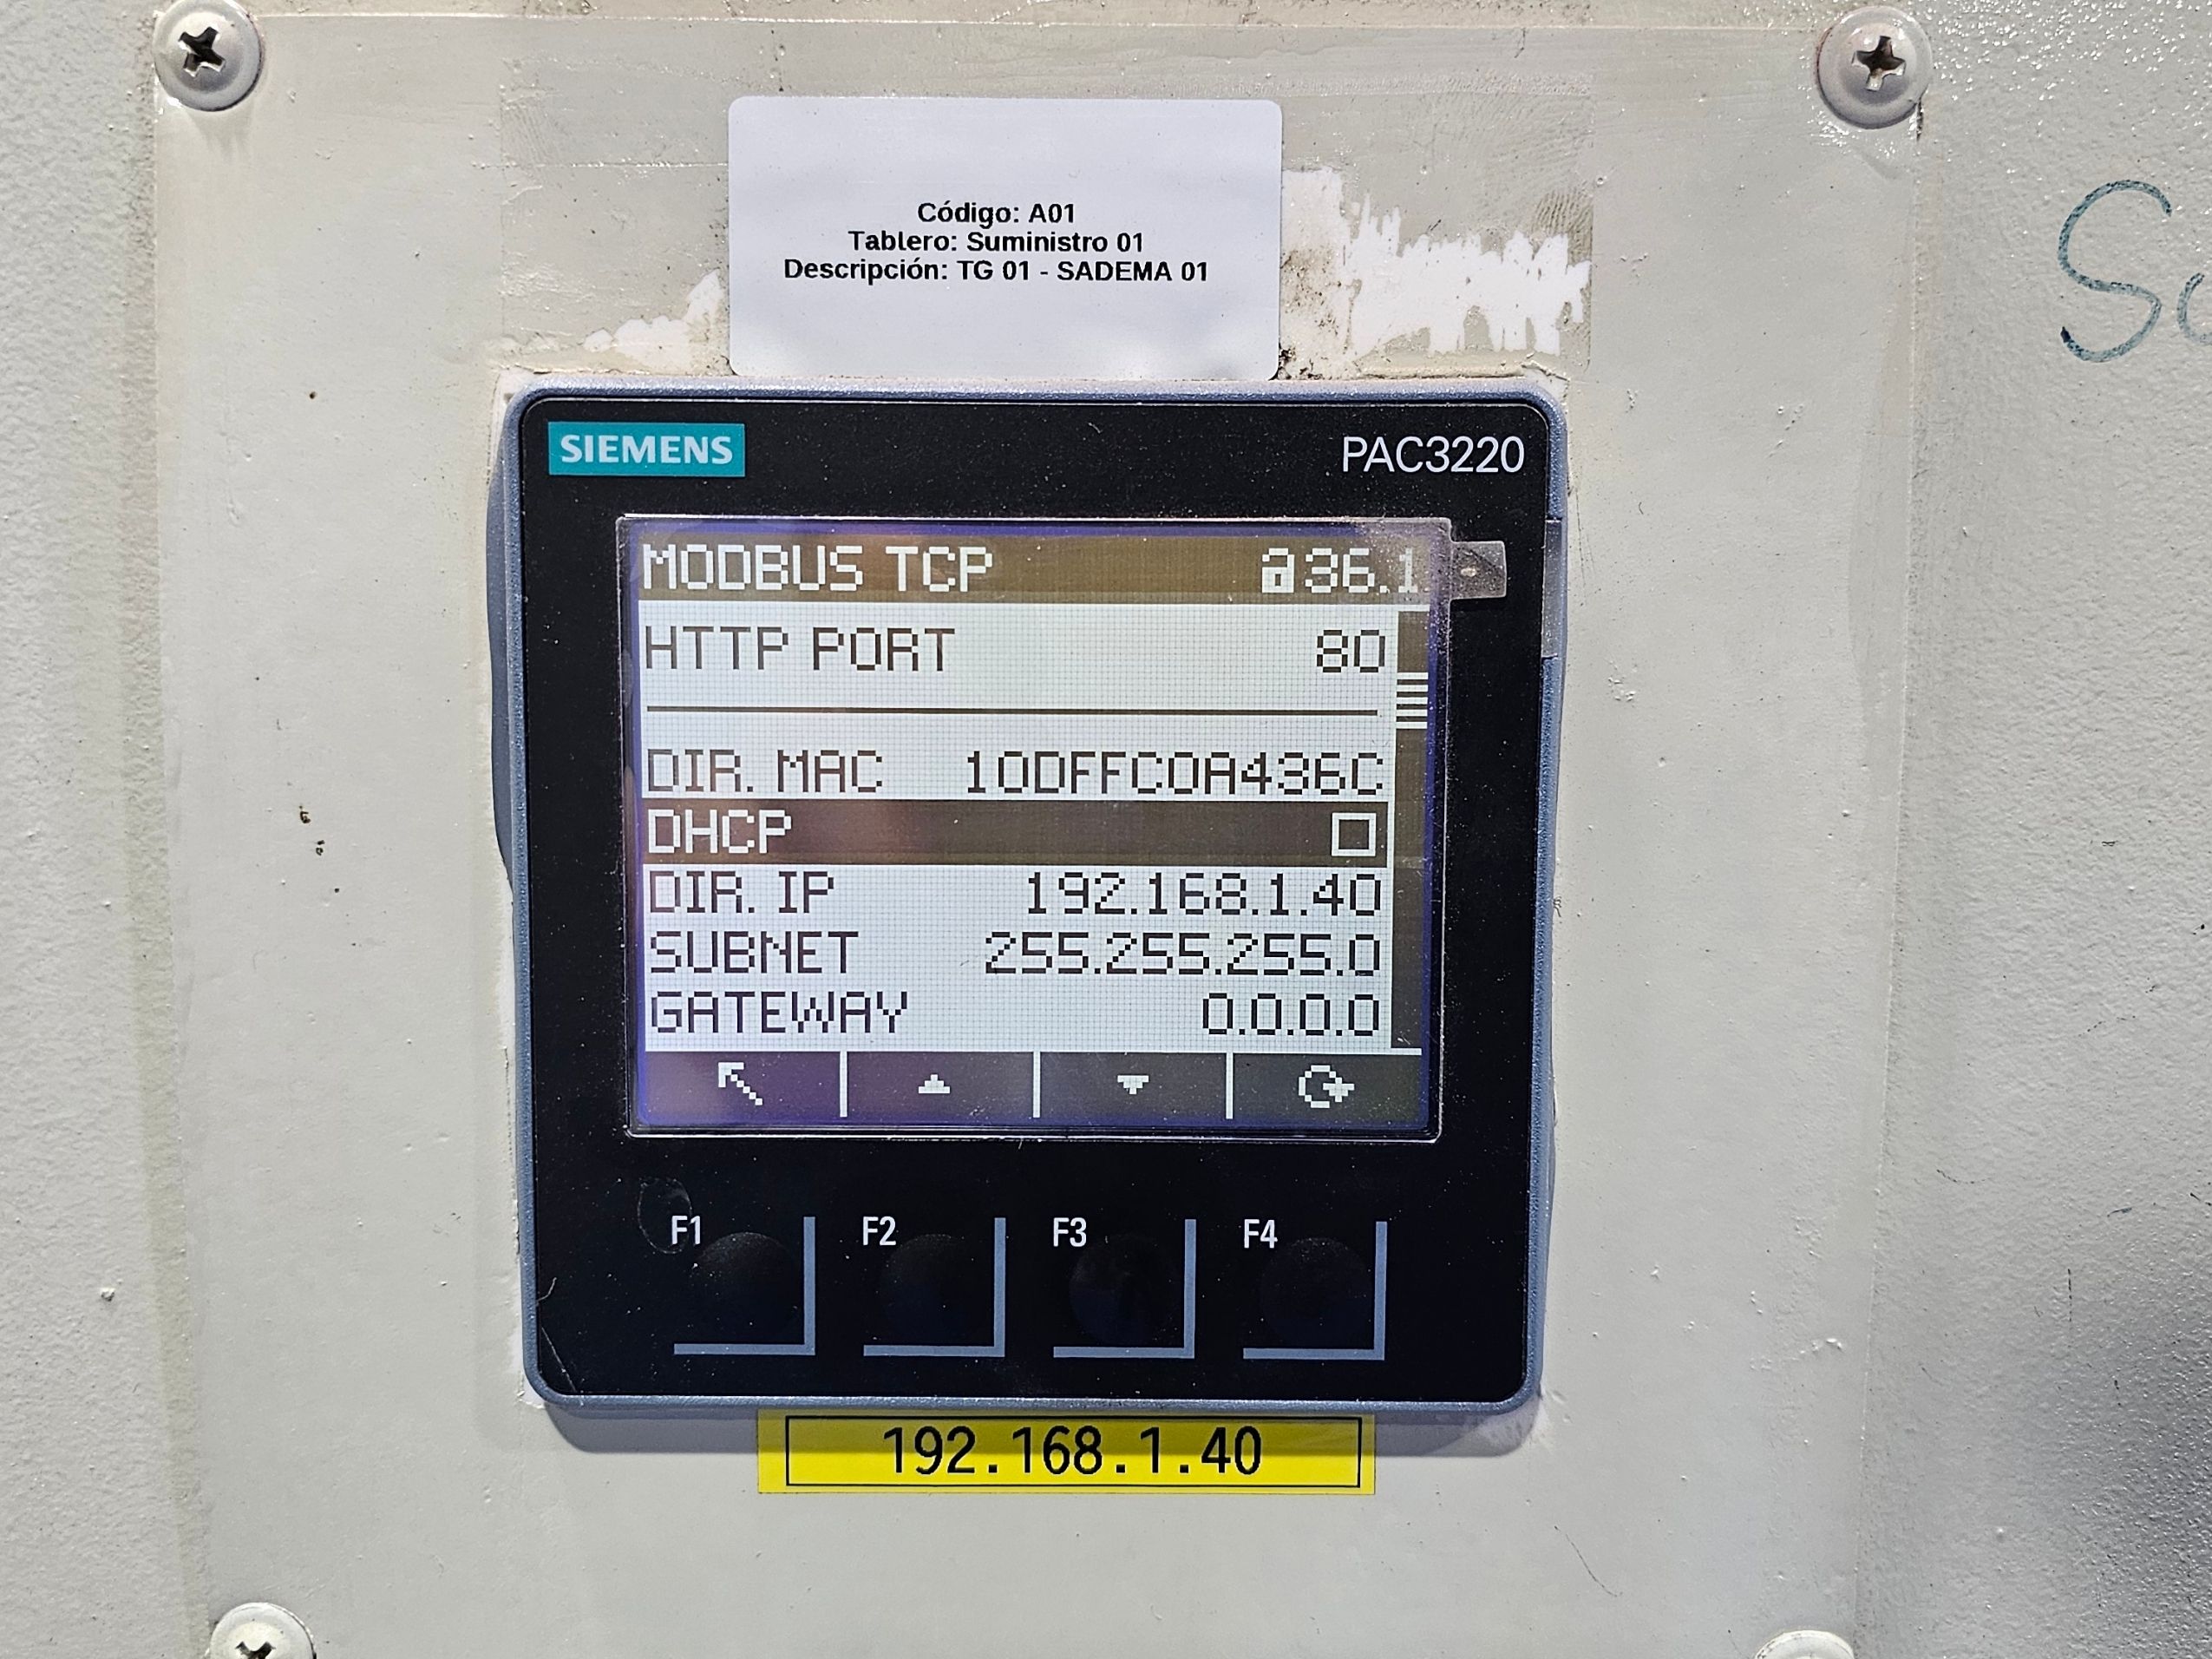 Código: A01
Tablero: Suministro 01
Descripción: TG 01 - SADEMA 01
SIEMENS
PAC3220
MODBUS TCP 36.1
HTTP PORT 80
DIR. MAC 10DFFC0A436C
DHCP
DIR. IP 192.168.1.40
SUBNET 255.255.255.0
GATEWAY 0.0.0.0
F1 F2 F3 F4
192.168.1.40